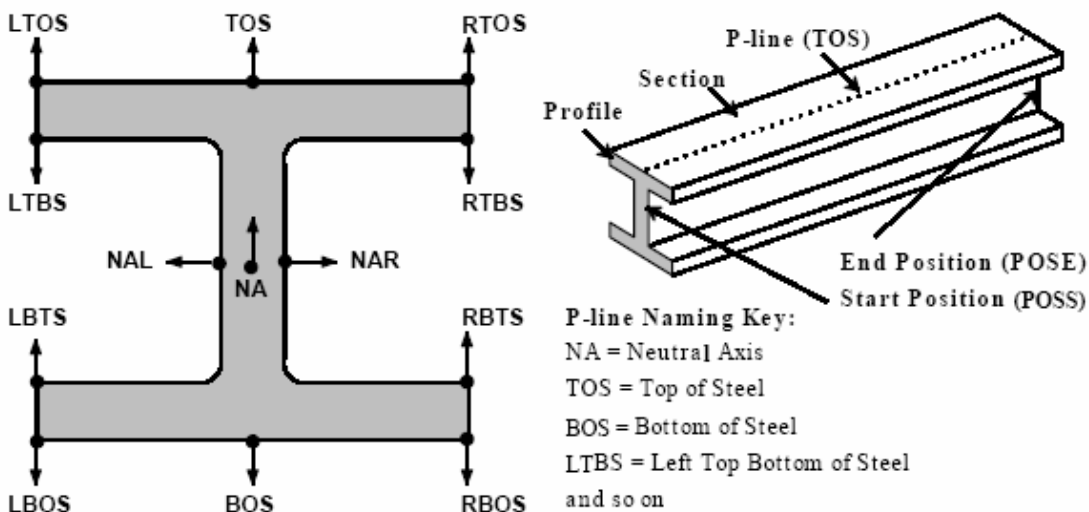 LTOS
TOS
RTOS
LTBS
RTBS
NAL
NAR
NA
LBTS
RBTS
LBOS
BOS
RBOS
P-line (TOS)
Section
Profile
End Position (POSE)
Start Position (POSS)
P-line Naming Key:
NA = Neutral Axis
TOS = Top of Steel
BOS = Bottom of Steel
LTBS = Left Top Bottom of Steel
and so on